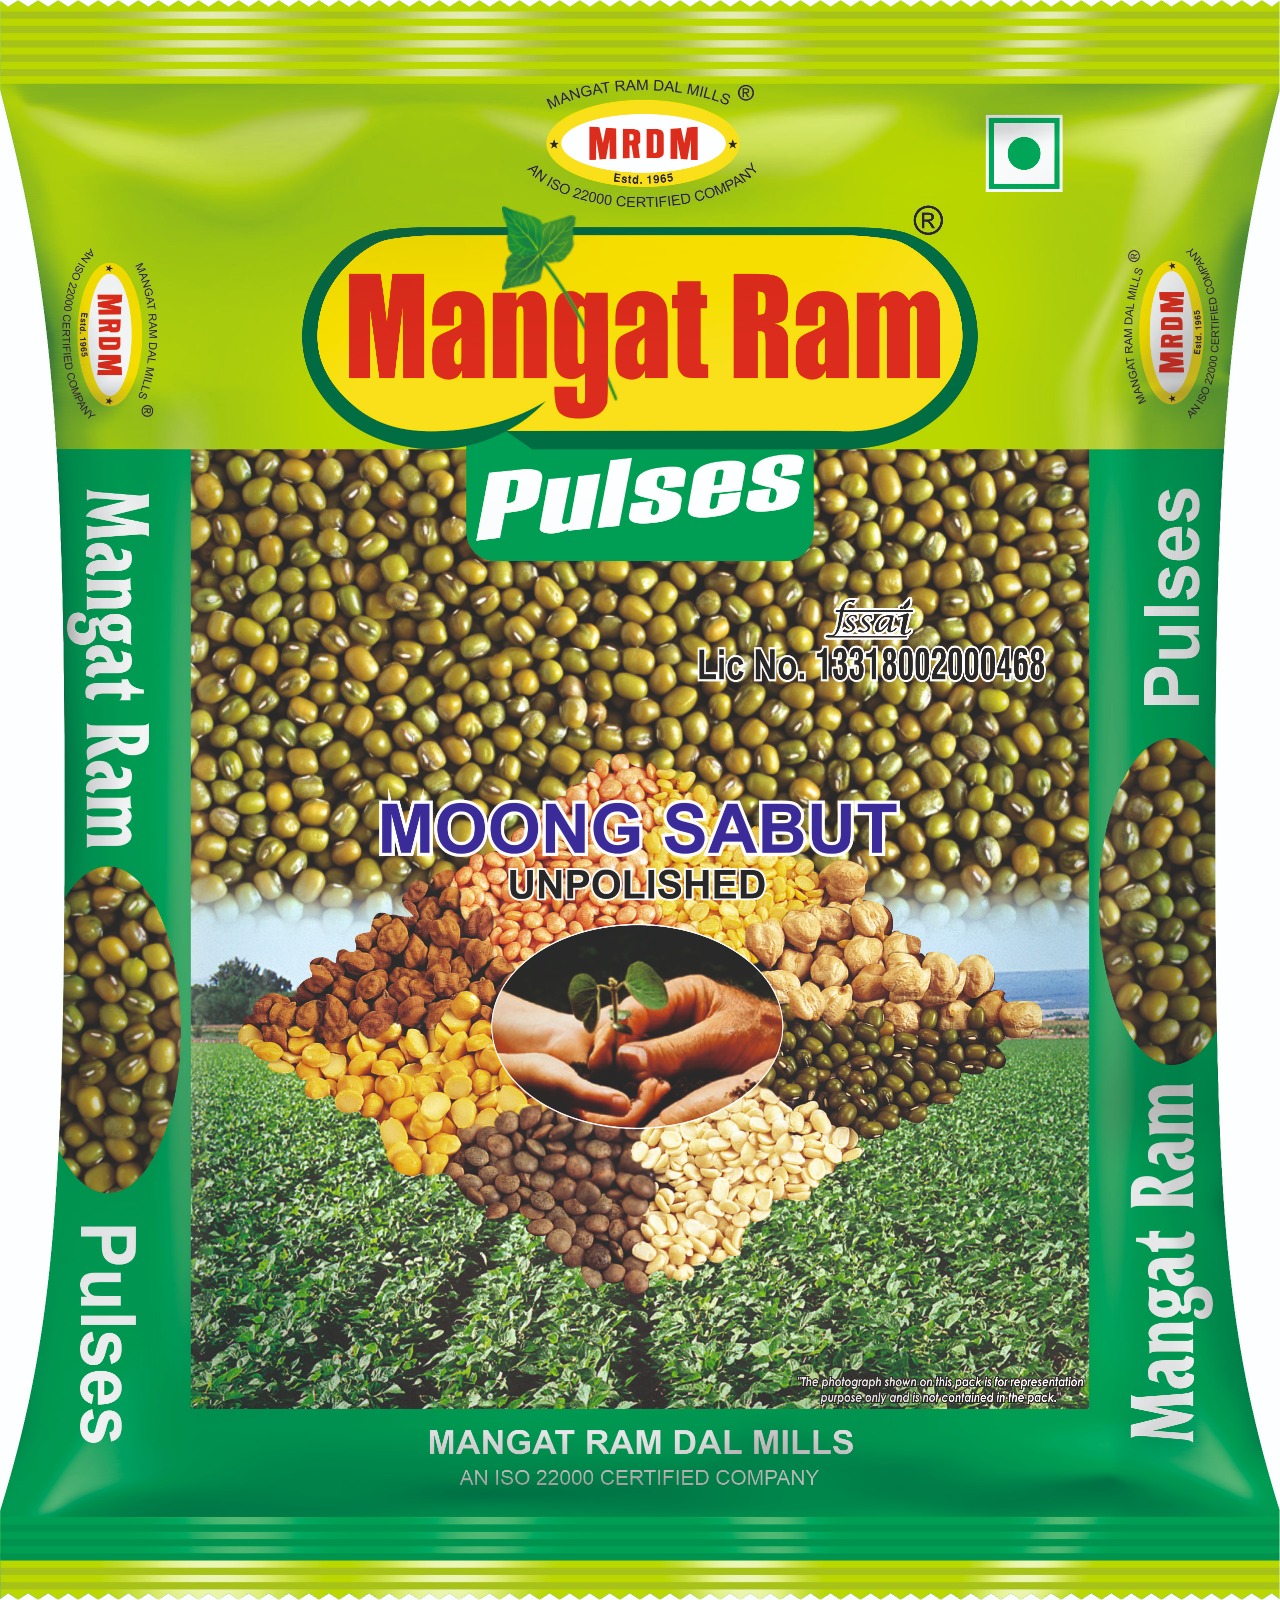 MANGAT RAM DAL MILLS ®
MRDM
Estd. 1965
AN ISO 22000 CERTIFIED COMPANY
®
Mangat Ram
Pulses
MANGAT RAM DAL MILLS ®
MRDM
Estd. 1965
AN ISO 22000 CERTIFIED COMPANY
Mangat Ram
Pulses
MANGAT RAM DAL MILLS ®
MRDM
Estd. 1965
AN ISO 22000 CERTIFIED COMPANY
Pulses
Mangat Ram
fssai
Lic No. 13318002000468
MOONG SABUT
UNPOLISHED
"The photograph shown on this pack is for representation
purpose only and is not contained in the pack."
MANGAT RAM DAL MILLS
AN ISO 22000 CERTIFIED COMPANY